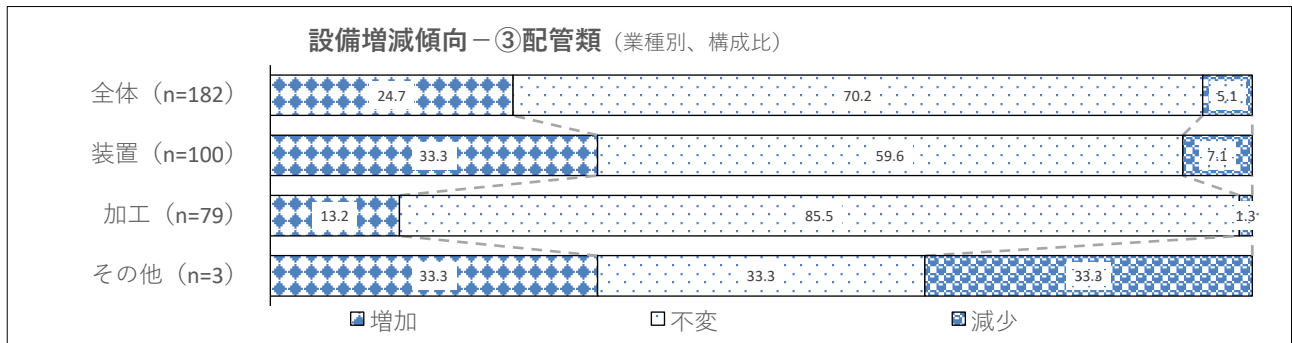 設備増減傾向－③配管類（業種別、構成比）
全体（n=182） 24.7 70.2 5.1
装置（n=100） 33.3 59.6 7.1
加工（n=79） 13.2 85.5 1.3
その他（n=3） 33.3 33.3 33.3
増加 不変 減少